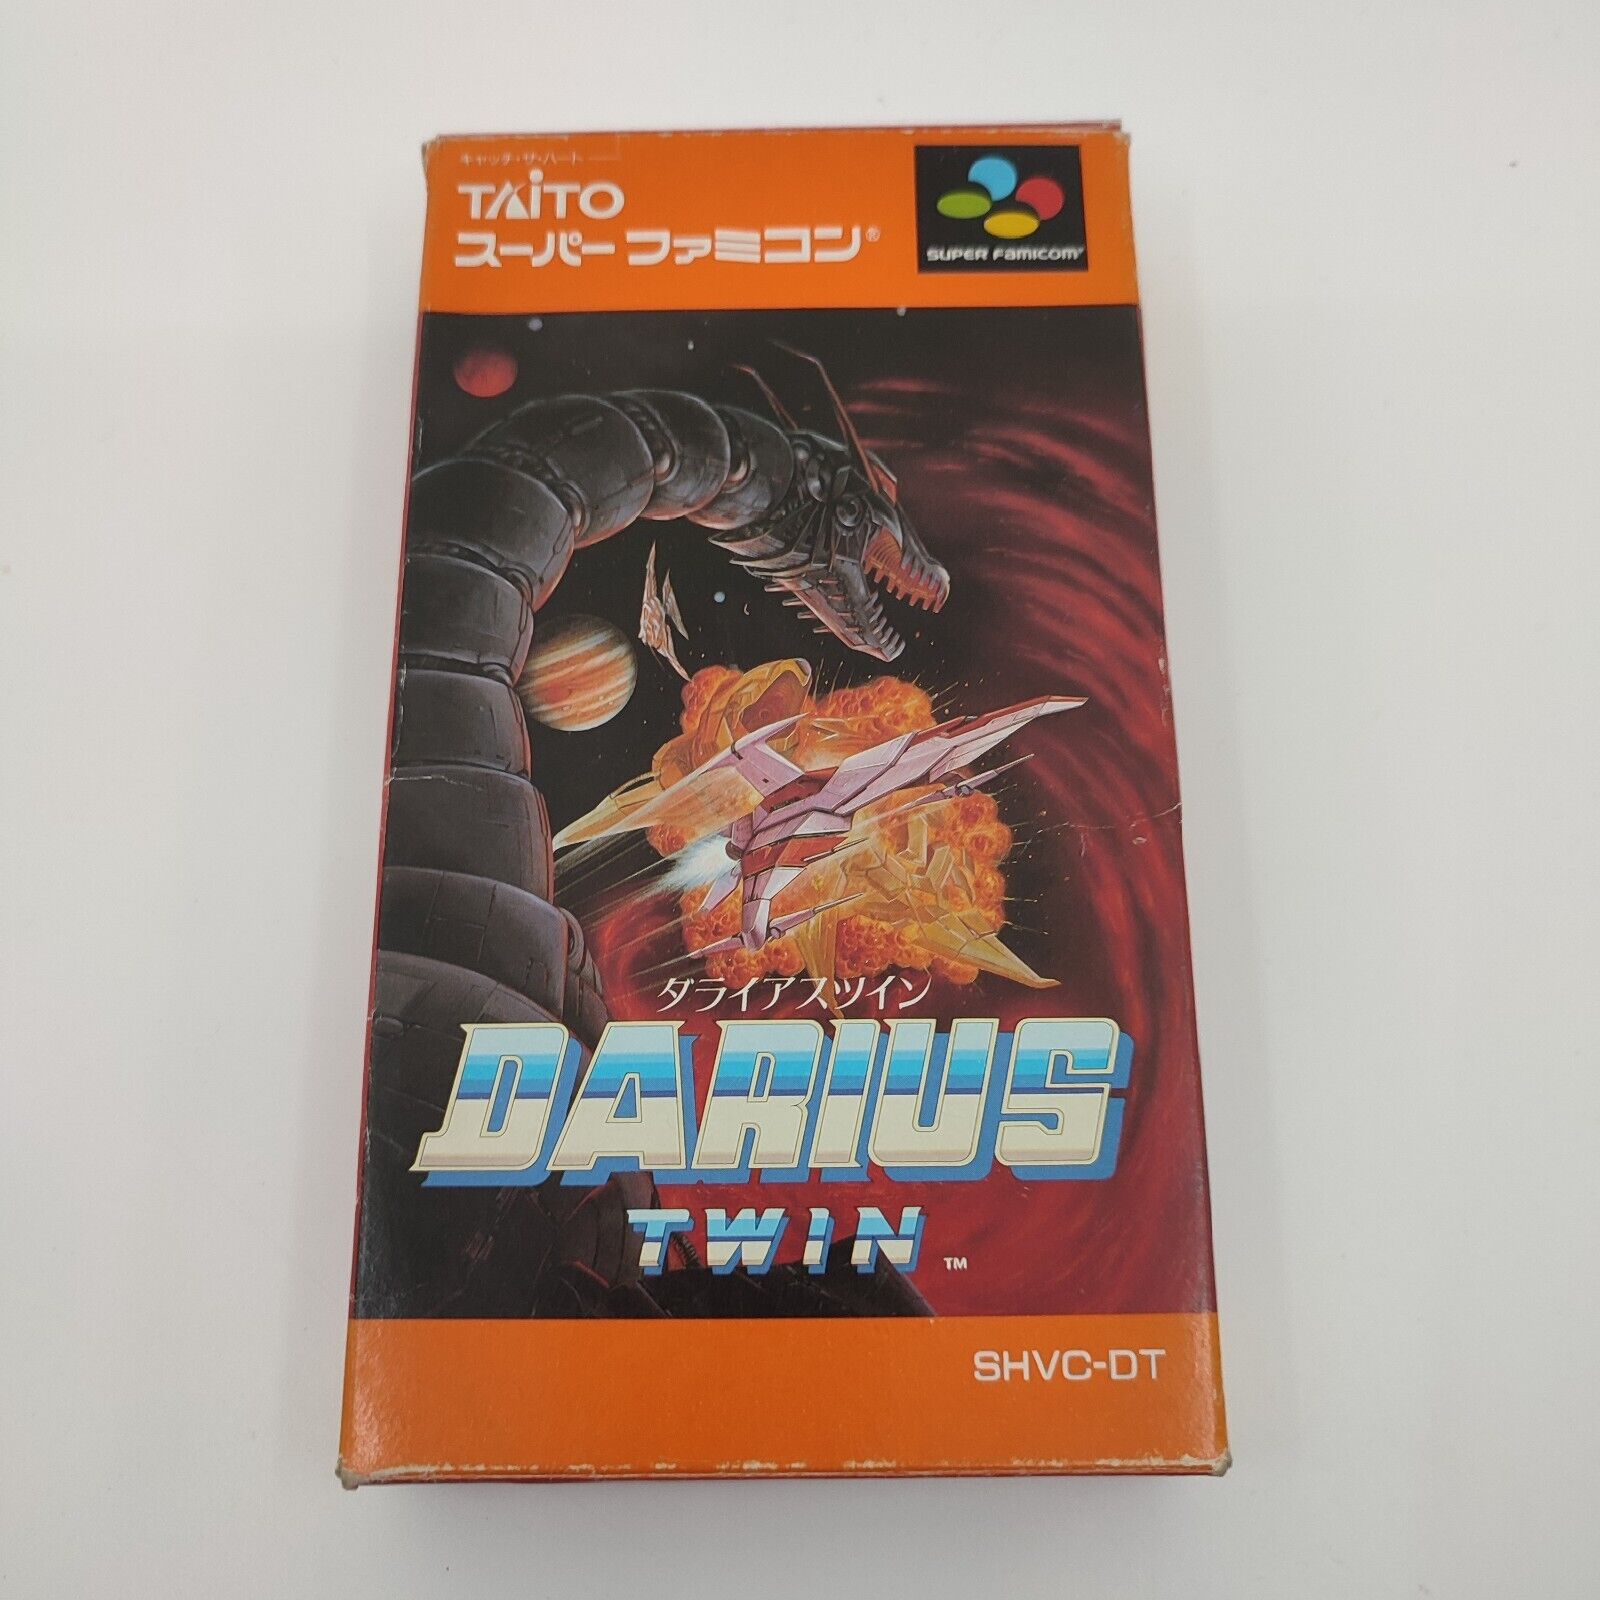 キャッチ・ザ・ハート
TAITO
スーパーファミコン®
SUPER FAMICOM
ダライアスツイン
DARIUS
TWIN TM
SHVC-DT